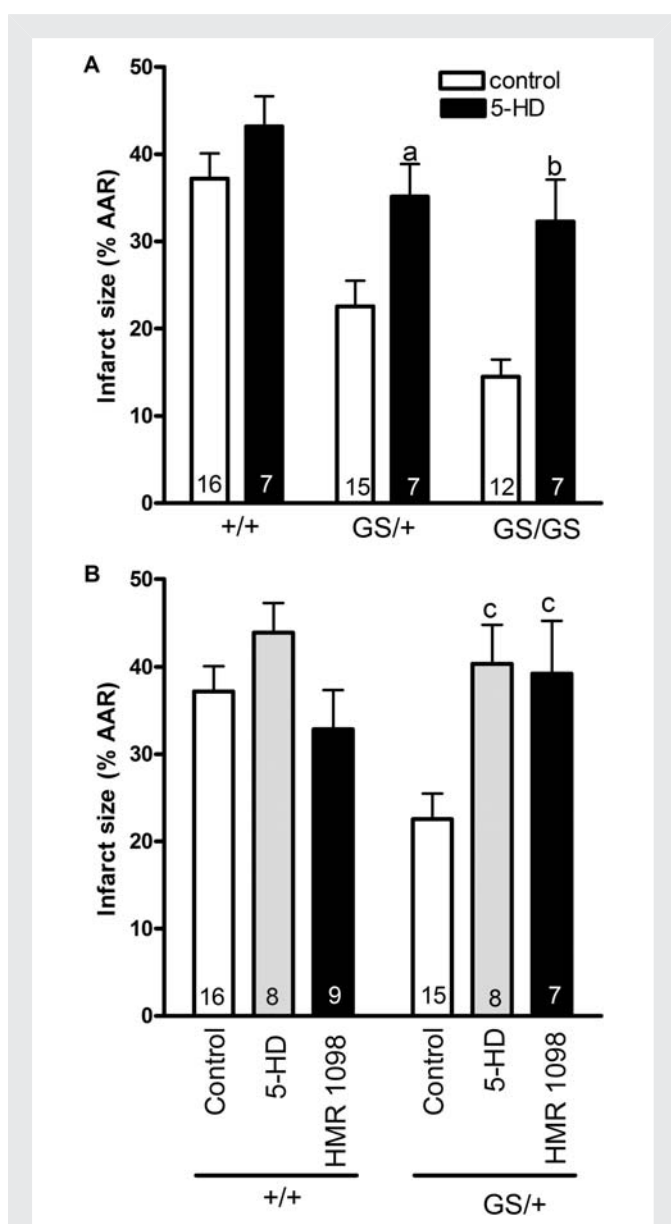 A
50
control
5-HD
40
a
b
30
20
10
0
16
7
15
7
12
7
Infarct size (% AAR)
+/+
GS/+
GS/GS
B
50
c
c
40
30
20
10
0
16
8
9
15
8
7
Infarct size (% AAR)
Control
5-HD
HMR 1098
Control
5-HD
HMR 1098
+/+
GS/+